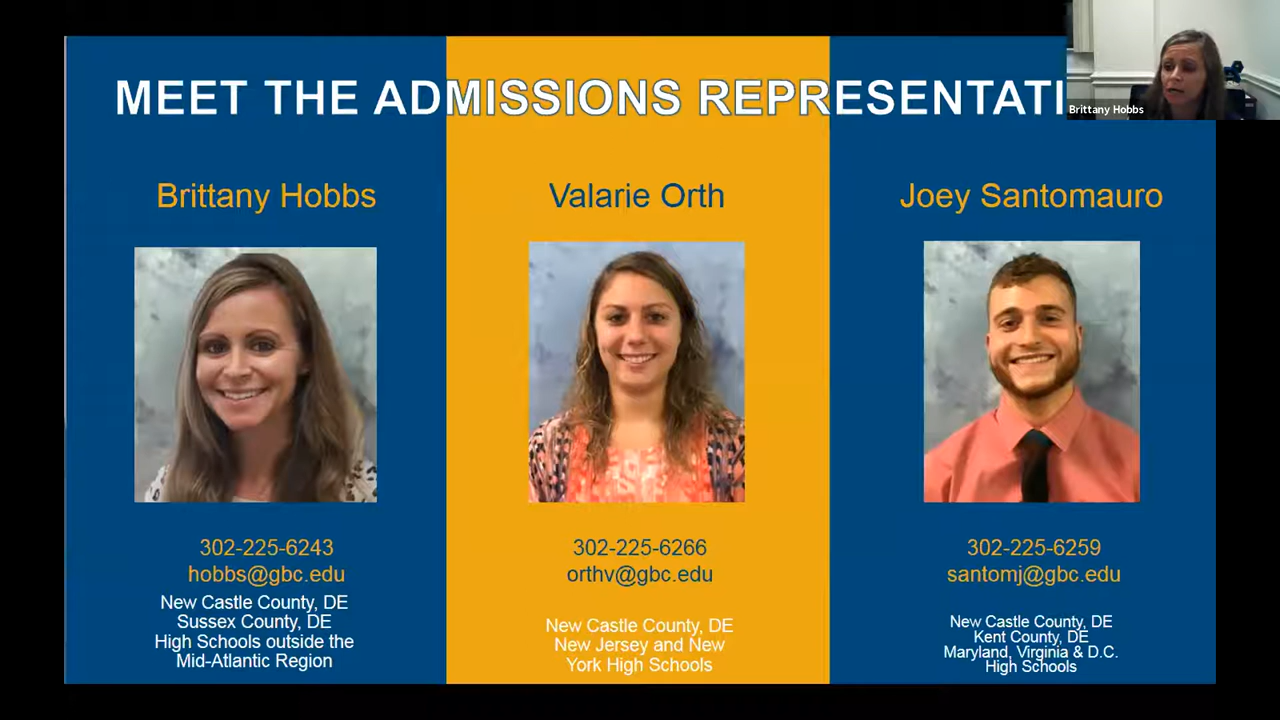 MEET THE ADMISSIONS REPRESENTATI
Brittany Hobbs
Brittany Hobbs
302-225-6243
hobbs@gbc.edu
New Castle County, DE
Sussex County, DE
High Schools outside the
Mid-Atlantic Region
Valarie Orth
302-225-6266
orthv@gbc.edu
New Castle County, DE
New Jersey and New
York High Schools
Joey Santomauro
302-225-6259
santomj@gbc.edu
New Castle County, DE
Kent County, DE
Maryland, Virginia & D.C.
High Schools